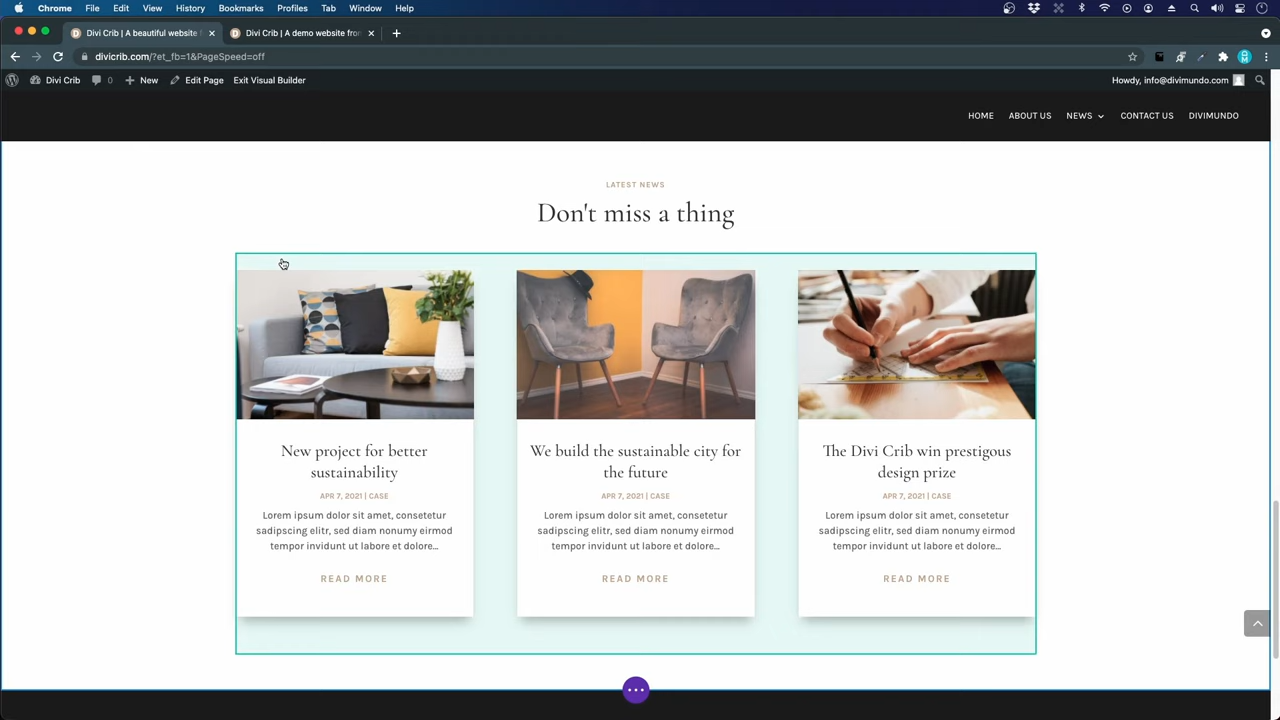 Chrome File Edit View History Bookmarks Profiles Tab Window Help
Divi Crib | A beautiful website
Divi Crib | A demo website from
divicrib.com/?et_fb=1&PageSpeed=off
Divi Crib 0 New Edit Page Exit Visual Builder Howdy, info@divimundo.com
HOME ABOUT US NEWS CONTACT US DIVIMUNDO
LATEST NEWS
Don't miss a thing
New project for better
sustainability
APR 7, 2021 | CASE
Lorem ipsum dolor sit amet, consetetur
sadipscing elitr, sed diam nonumy eirmod
tempor invidunt ut labore et dolore...
READ MORE
We build the sustainable city for
the future
APR 7, 2021 | CASE
Lorem ipsum dolor sit amet, consetetur
sadipscing elitr, sed diam nonumy eirmod
tempor invidunt ut labore et dolore...
READ MORE
The Divi Crib win prestigous
design prize
APR 7, 2021 | CASE
Lorem ipsum dolor sit amet, consetetur
sadipscing elitr, sed diam nonumy eirmod
tempor invidunt ut labore et dolore...
READ MORE